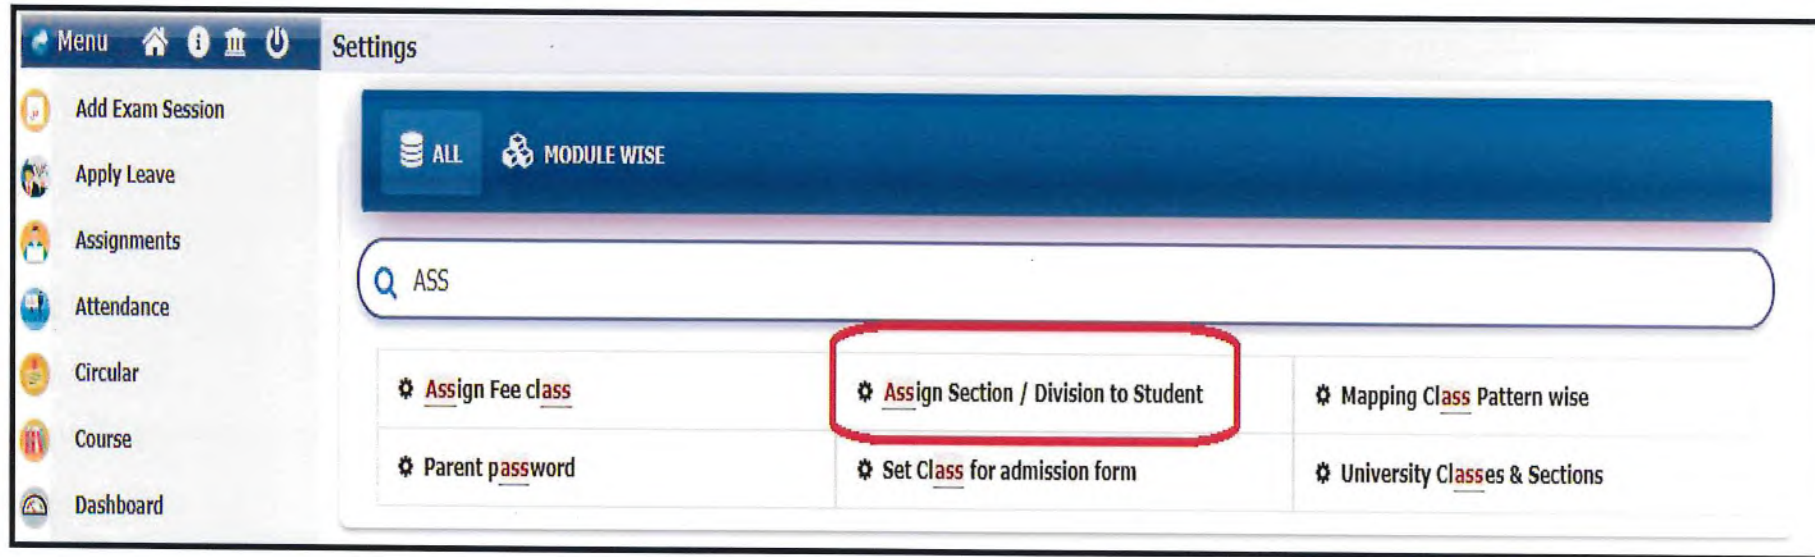 Menu
Settings
Add Exam Session
Apply Leave
Assignments
Attendance
Circular
Course
Dashboard
ALL MODULE WISE
ASS
Assign Fee class Assign Section / Division to Student Mapping Class Pattern wise
Parent password Set Class for admission form University Classes & Sections